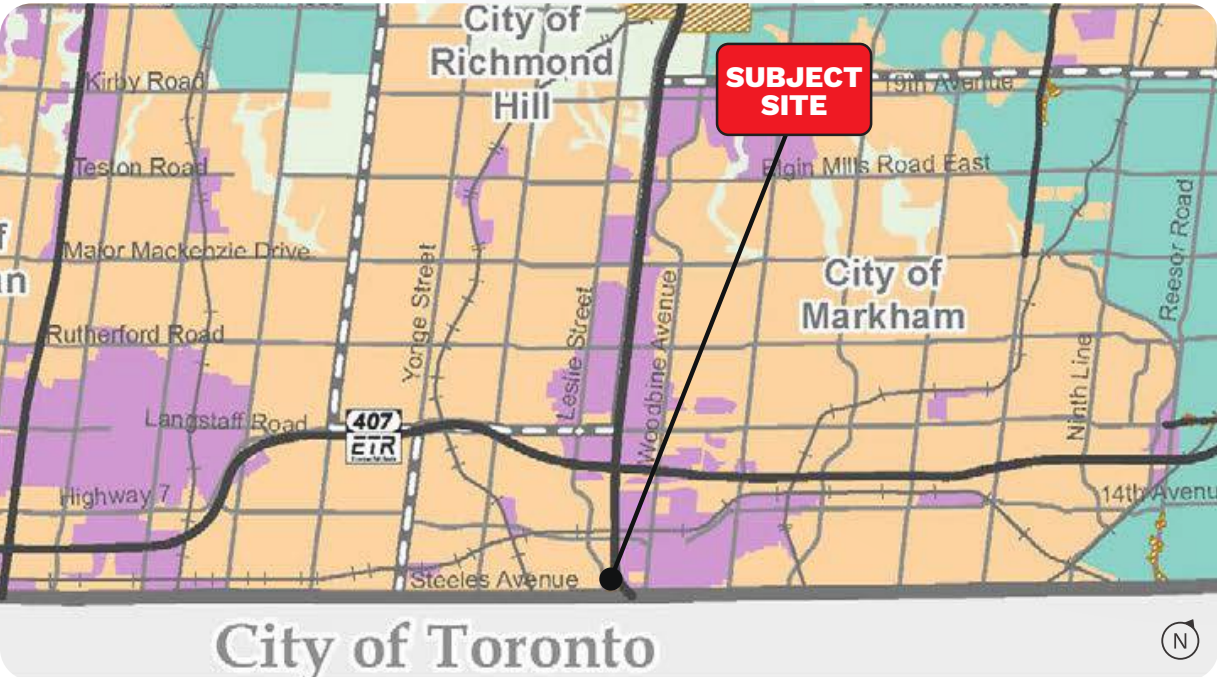 City of
Richmond
Hill
SUBJECT
SITE
Kirby Road
19th Avenue
Teston Road
Elgin Mills Road East
Major Mackenzie Drive
City of
Markham
Reesor Road
Yonge Street
Leslie Street
Woodbine Avenue
Rutherford Road
Ninth Line
Langstaff Road
407
ETR
Highway 7
14th Avenu
Steeles Avenue
City of Toronto
N